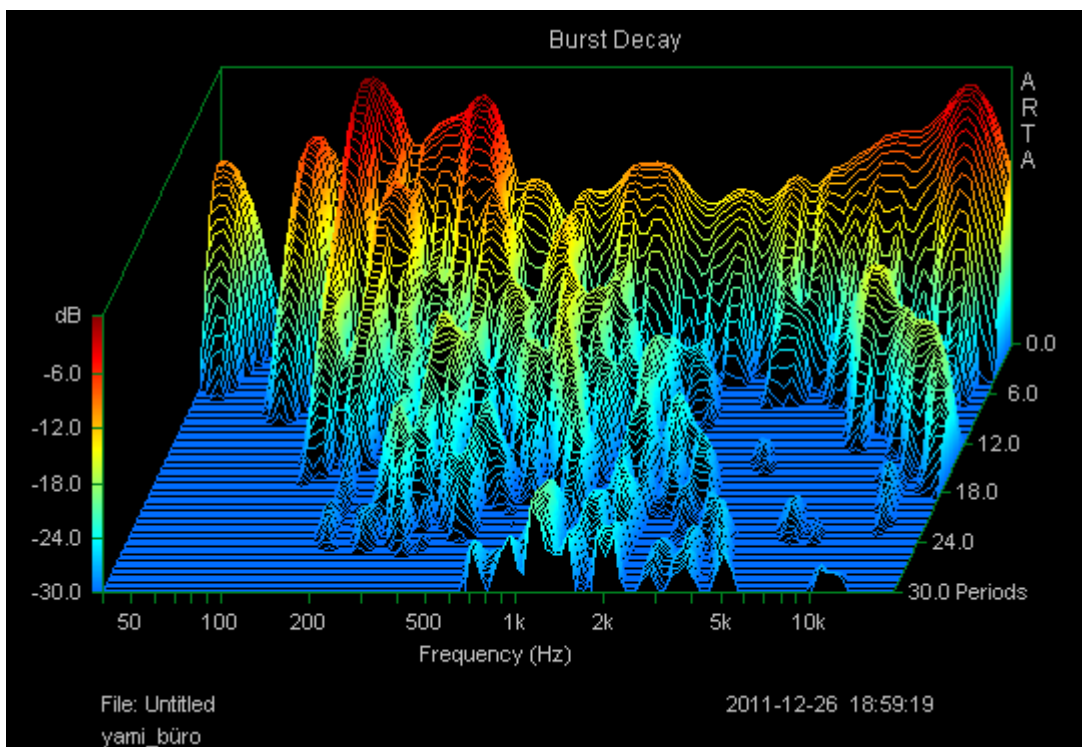 Burst Decay
A
R
T
A
dB
-6.0
-12.0
-18.0
-24.0
-30.0
0.0
6.0
12.0
18.0
24.0
30.0 Periods
50 100 200 500 1k 2k 5k 10k
Frequency (Hz)
File: Untitled 2011-12-26 18:59:19
yami_büro